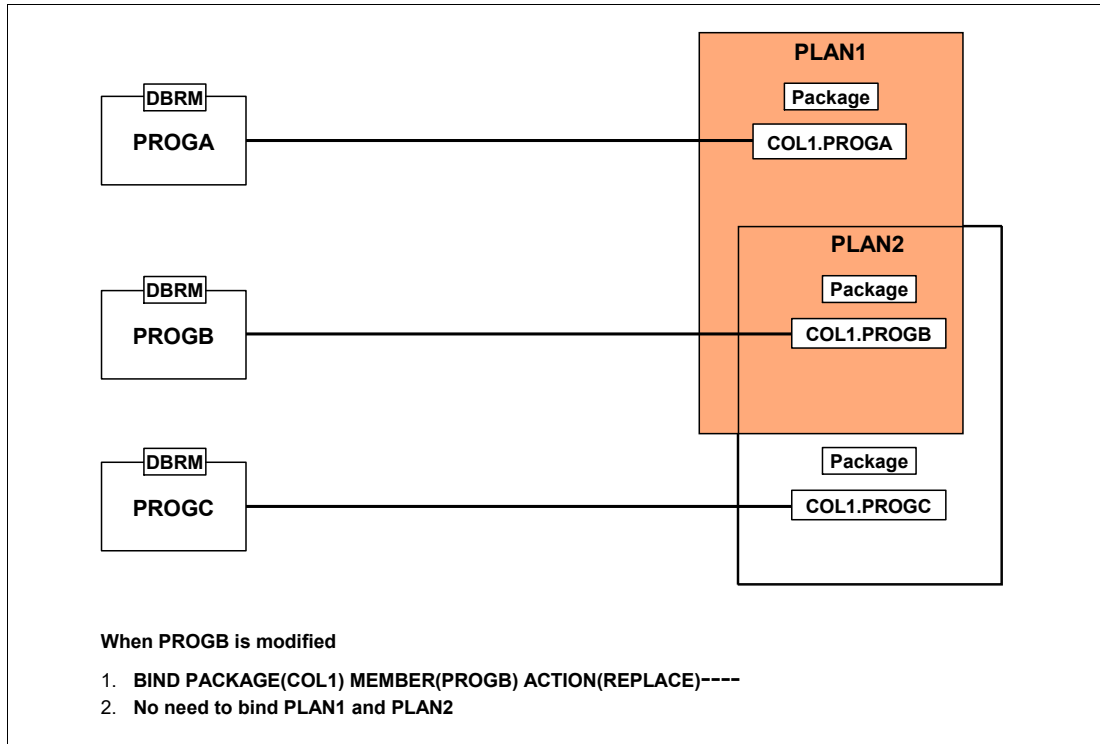 PLAN1
DBRM
Package
PROGA
COL1.PROGA
PLAN2
DBRM
Package
PROGB
COL1.PROGB
DBRM
Package
PROGC
COL1.PROGC
When PROGB is modified
1. BIND PACKAGE(COL1) MEMBER(PROGB) ACTION(REPLACE)----
2. No need to bind PLAN1 and PLAN2